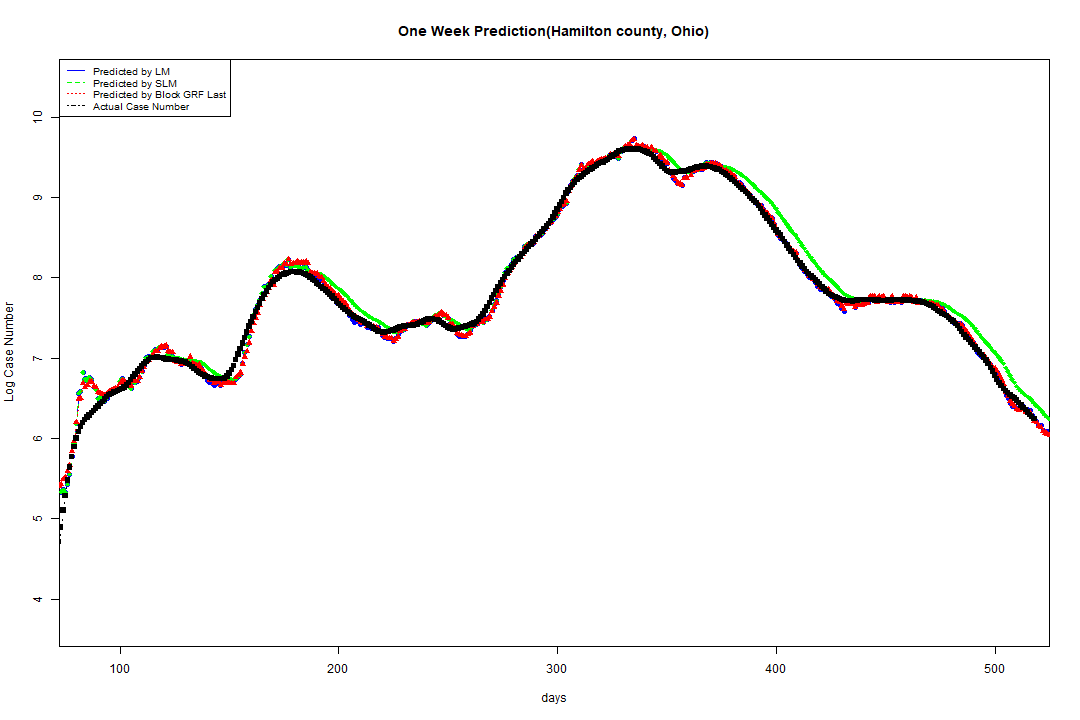 One Week Prediction(Hamilton county, Ohio)
Predicted by LM
Predicted by SLM
Predicted by Block GRF Last
Actual Case Number
10
9
8
7
6
5
4
Log Case Number
100 200 300 400 500
days